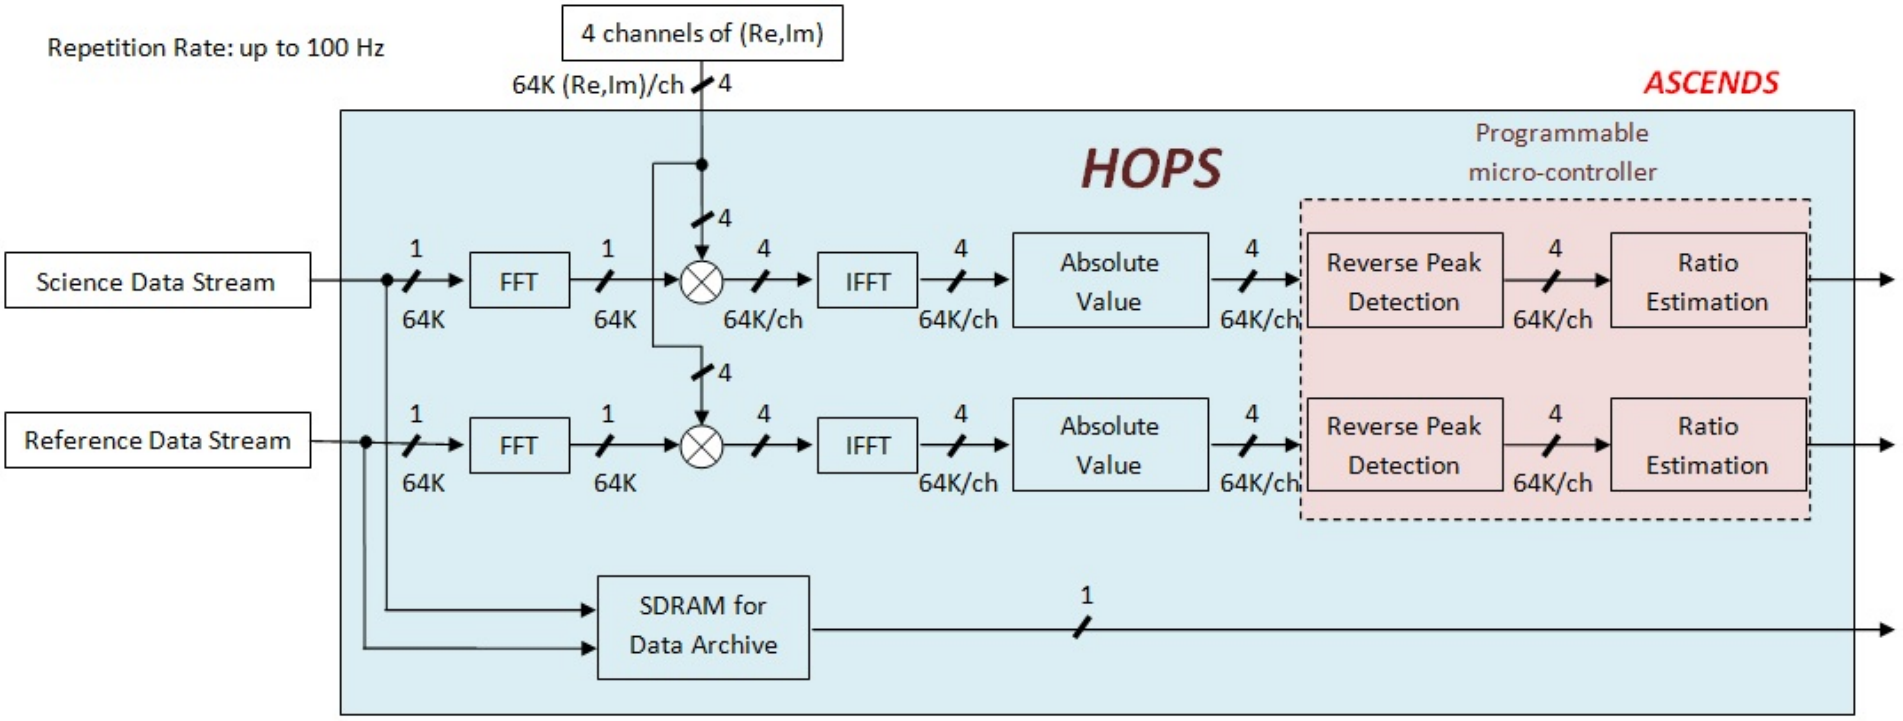 4 channels of (Re,Im)
Repetition Rate: up to 100 Hz
64K (Re,Im)/ch 4
ASCENDS
Programmable
micro-controller
HOPS
4
1 1 4 4 4 4
Science Data Stream
FFT
IFFT
Absolute
Value
Reverse Peak
Detection
Ratio
Estimation
64K 64K 64K/ch 64K/ch 64K/ch 64K/ch
4
1 1 4 4 4 4
Reference Data Stream
FFT
IFFT
Absolute
Value
Reverse Peak
Detection
Ratio
Estimation
64K 64K 64K/ch 64K/ch 64K/ch
SDRAM for
Data Archive
1